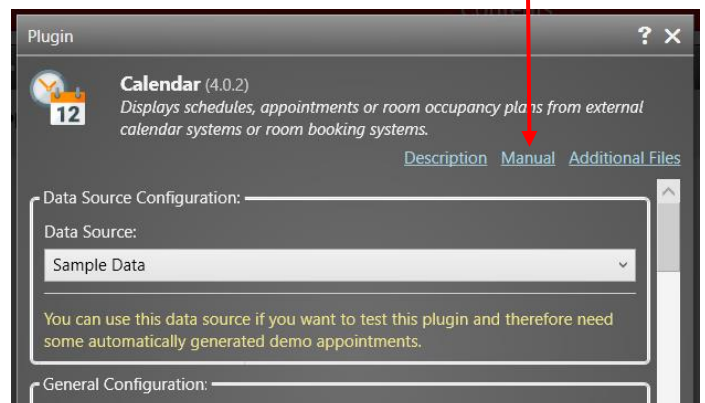 Plugin
? ×
Calendar (4.0.2)
Displays schedules, appointments or room occupancy plans from external
calendar systems or room booking systems.
12
Description Manual Additional Files
Data Source Configuration:
Data Source:
Sample Data
You can use this data source if you want to test this plugin and therefore need
some automatically generated demo appointments.
General Configuration: